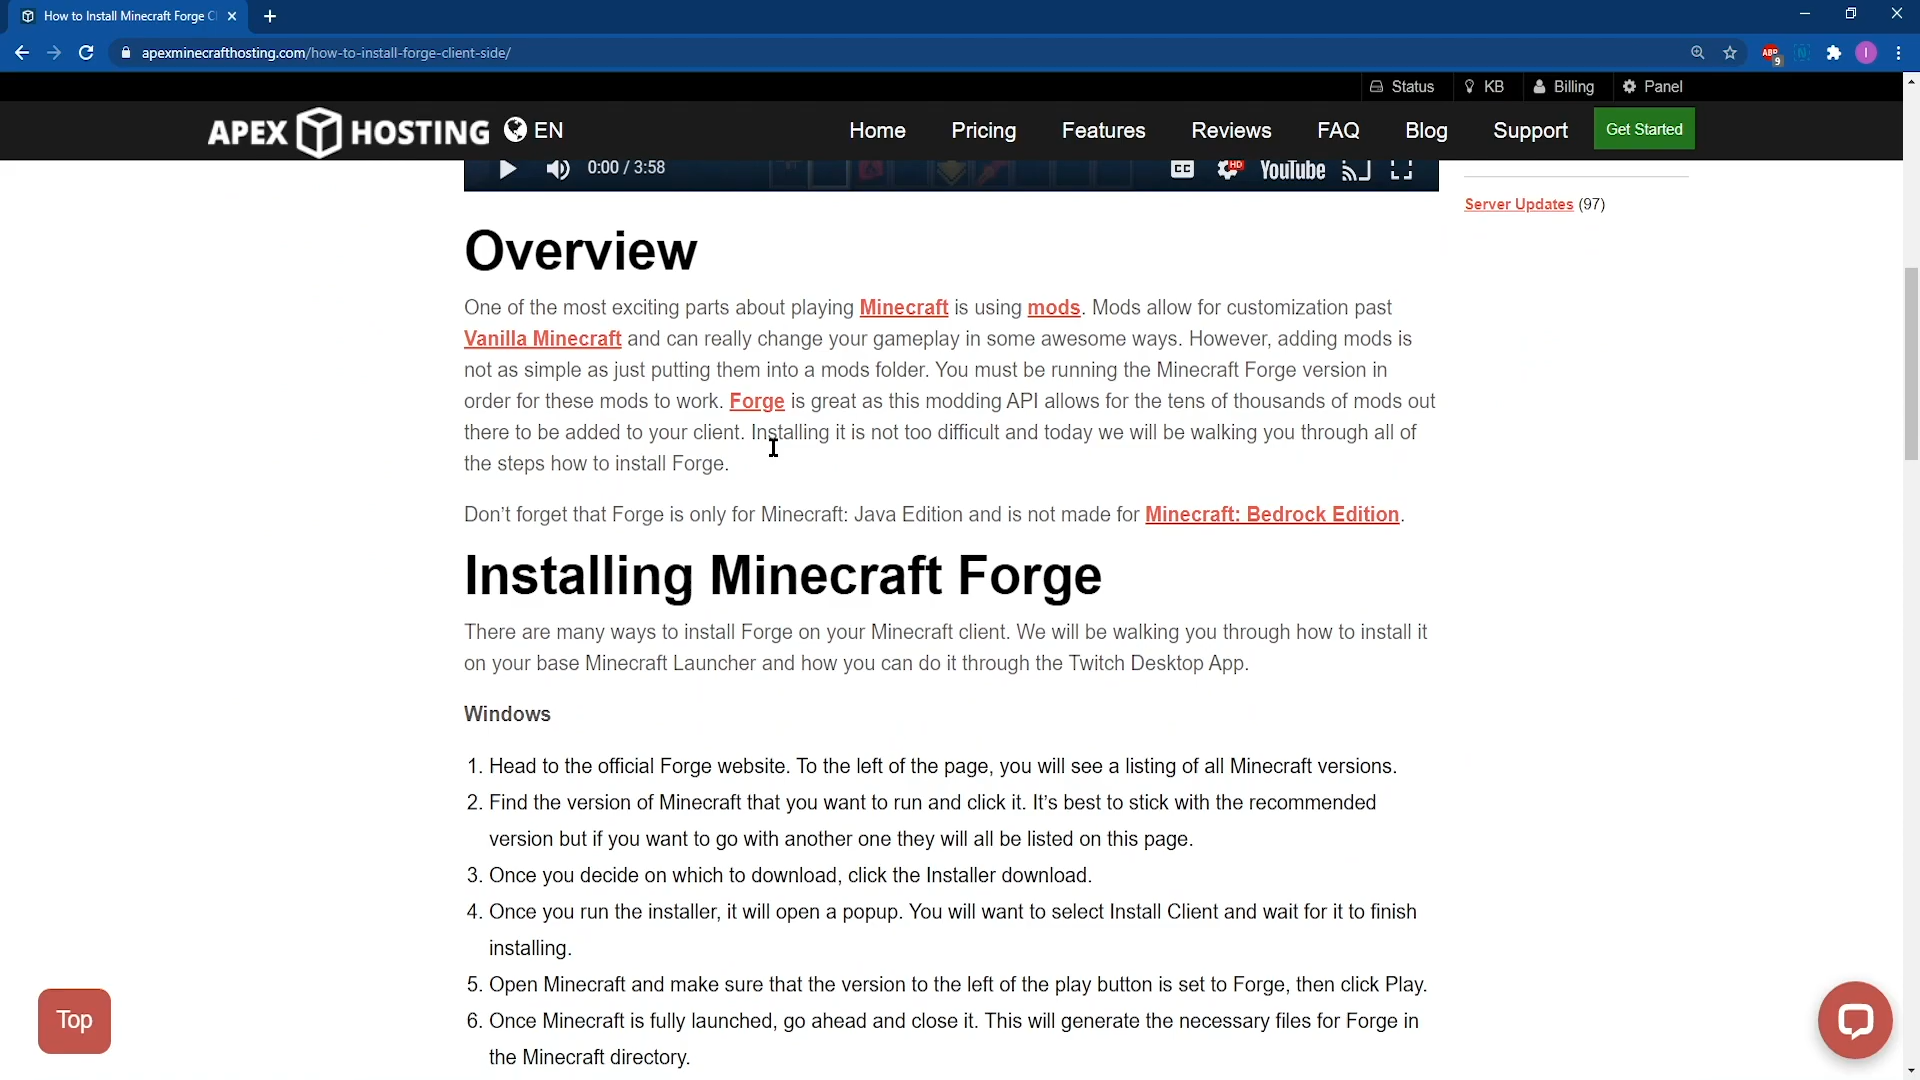 How to Install Minecraft Forge Cl
apexminecrafthosting.com/how-to-install-forge-client-side/
ABP
9
N
I
Status
KB
Billing
Panel
APEX HOSTING
EN
Home
Pricing
Features
Reviews
FAQ
Blog
Support
Get Started
0:00 / 3:58
CC
HD
YouTube
Server Updates (97)
Overview
One of the most exciting parts about playing Minecraft is using mods. Mods allow for customization past
Vanilla Minecraft and can really change your gameplay in some awesome ways. However, adding mods is
not as simple as just putting them into a mods folder. You must be running the Minecraft Forge version in
order for these mods to work. Forge is great as this modding API allows for the tens of thousands of mods out
there to be added to your client. Installing it is not too difficult and today we will be walking you through all of
the steps how to install Forge.
Don't forget that Forge is only for Minecraft: Java Edition and is not made for Minecraft: Bedrock Edition.
Installing Minecraft Forge
There are many ways to install Forge on your Minecraft client. We will be walking you through how to install it
on your base Minecraft Launcher and how you can do it through the Twitch Desktop App.
Windows
1. Head to the official Forge website. To the left of the page, you will see a listing of all Minecraft versions.
2. Find the version of Minecraft that you want to run and click it. It's best to stick with the recommended
version but if you want to go with another one they will all be listed on this page.
3. Once you decide on which to download, click the Installer download.
4. Once you run the installer, it will open a popup. You will want to select Install Client and wait for it to finish
installing.
5. Open Minecraft and make sure that the version to the left of the play button is set to Forge, then click Play.
6. Once Minecraft is fully launched, go ahead and close it. This will generate the necessary files for Forge in
the Minecraft directory.
Top